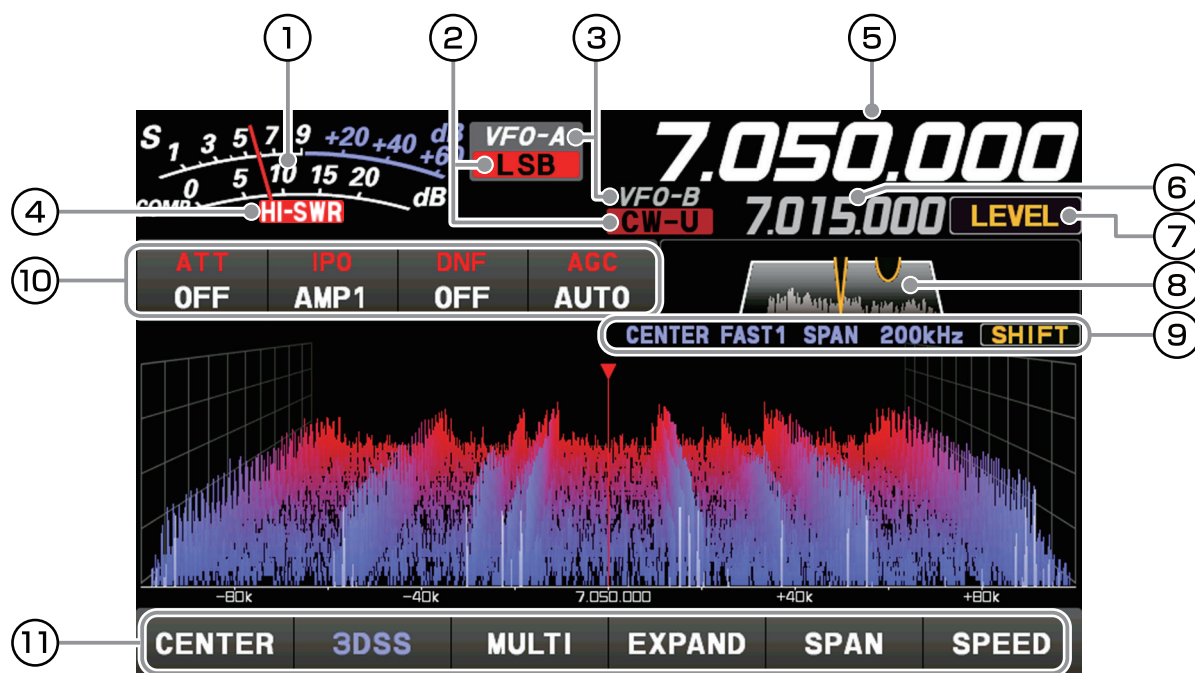 1 2 3 5
S 1 3 5 7 9 +20 +40 +60 dB
0 5 10 15 20 dB
COMP
4 HI-SWR
VFO-A
LSB
7.050.000
VFO-B
CW-U
7.015.000
6
LEVEL
7
10
ATT IPO DNF AGC
OFF AMP1 OFF AUTO
8
CENTER FAST1 SPAN 200kHz SHIFT
9
-80k -40k 7.050.000 +40k +80k
11
CENTER 3DSS MULTI EXPAND SPAN SPEED